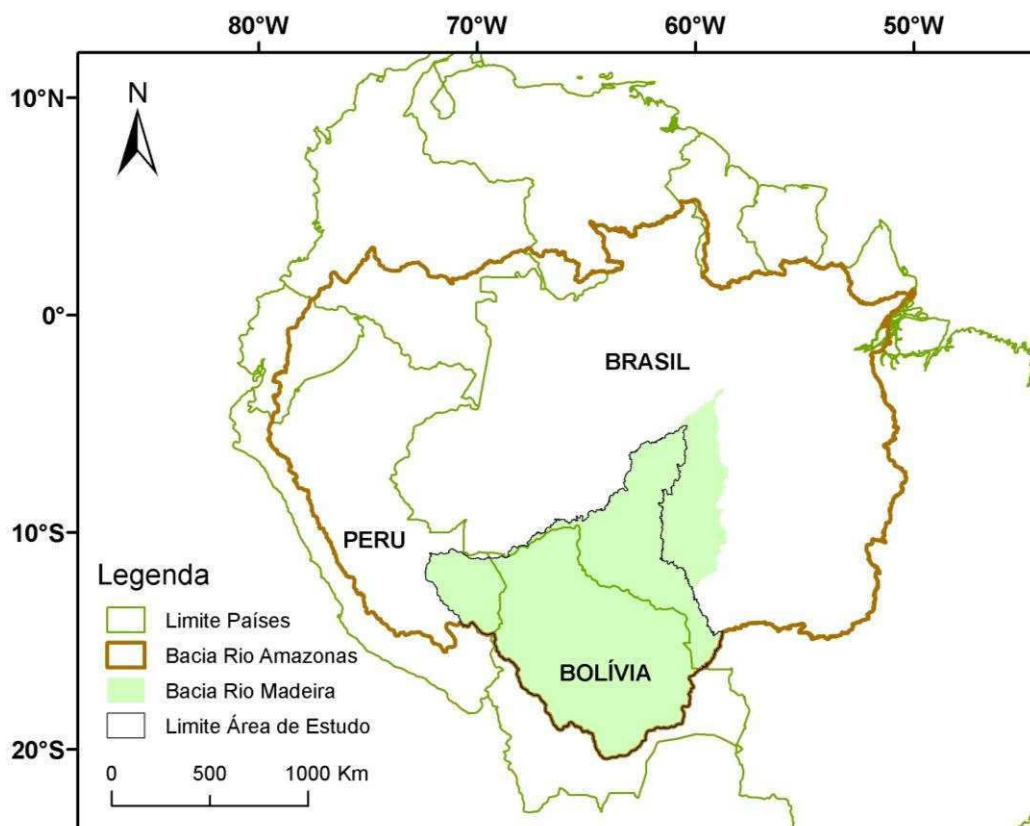 80°W 70°W 60°W 50°W
10°N
N
0°
BRASIL
10°S
PERU
Legenda
Limite Países
Bacia Rio Amazonas
Bacia Rio Madeira
Limite Área de Estudo
BOLÍVIA
20°S
0 500 1000 Km